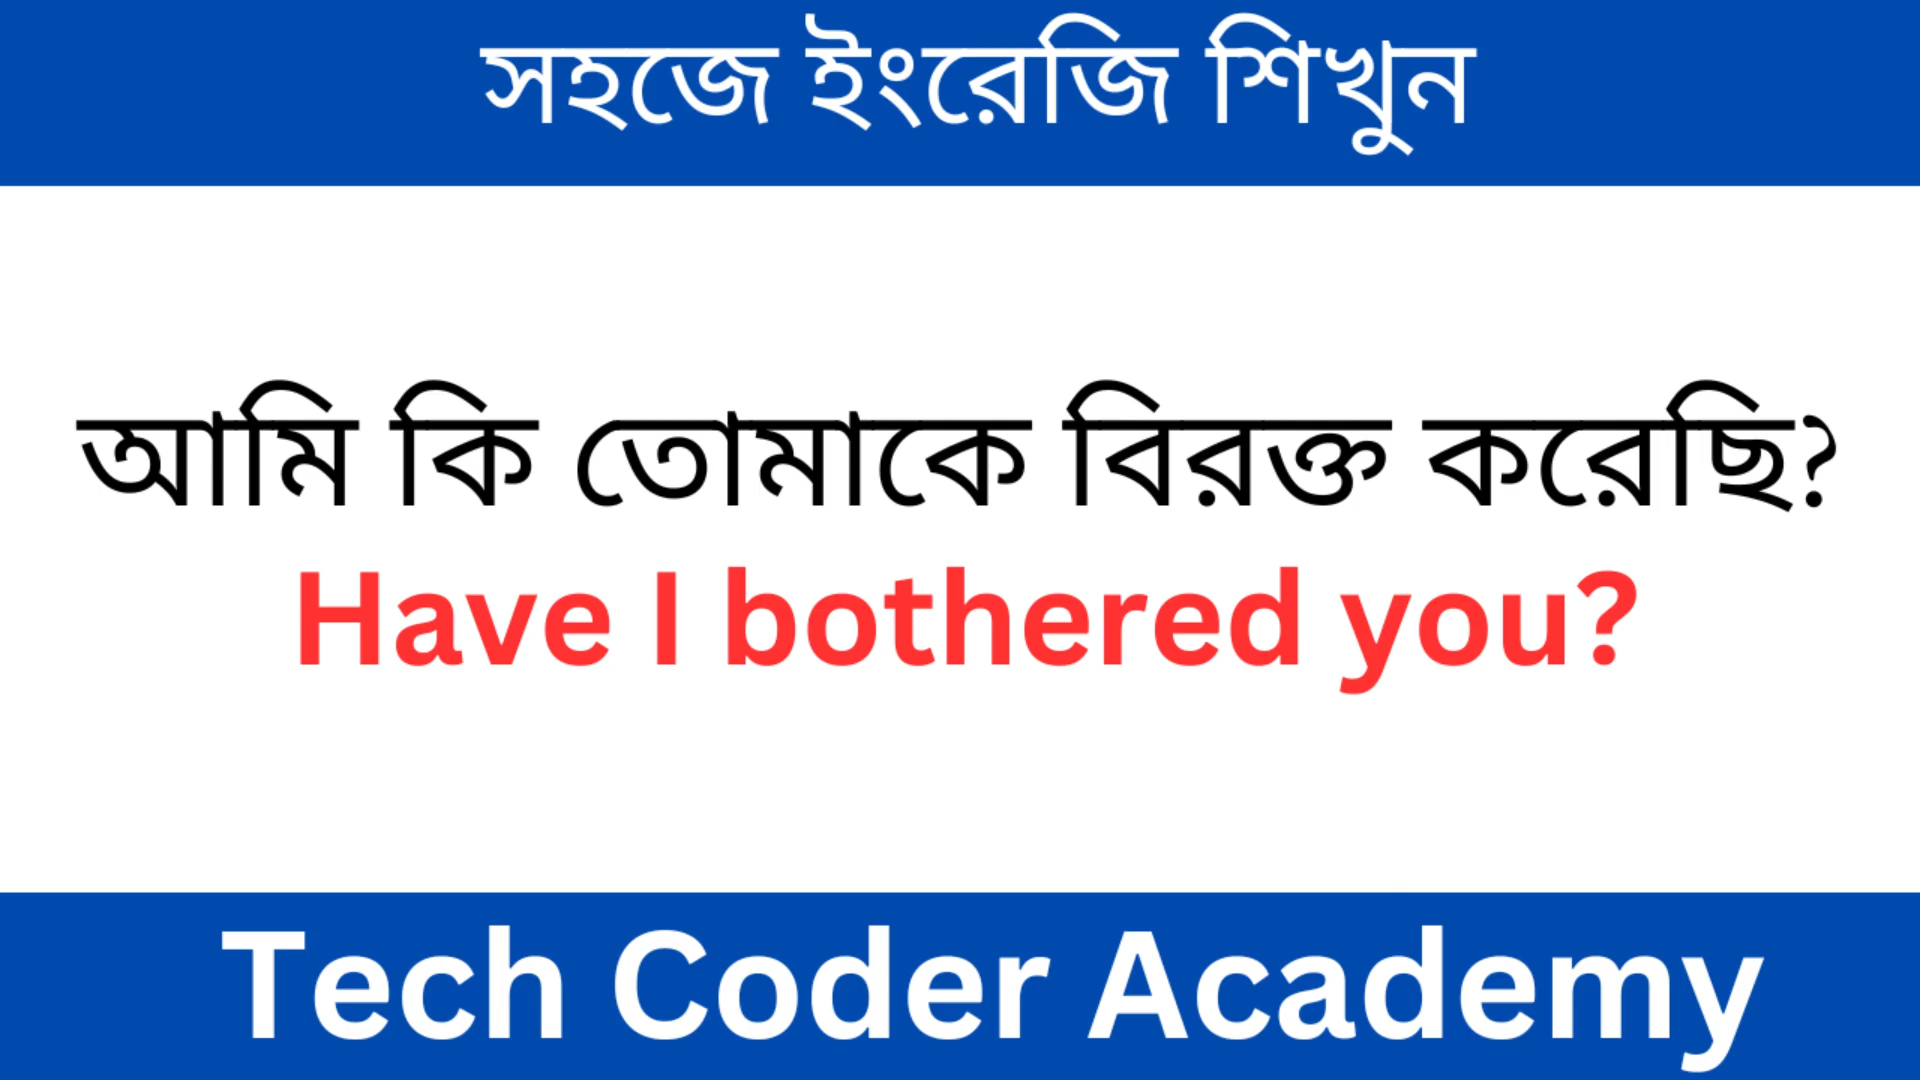 সহজে ইংরেজি শিখুন
আমি কি তোমাকে বিরক্ত করেছি?
Have I bothered you?
Tech Coder Academy